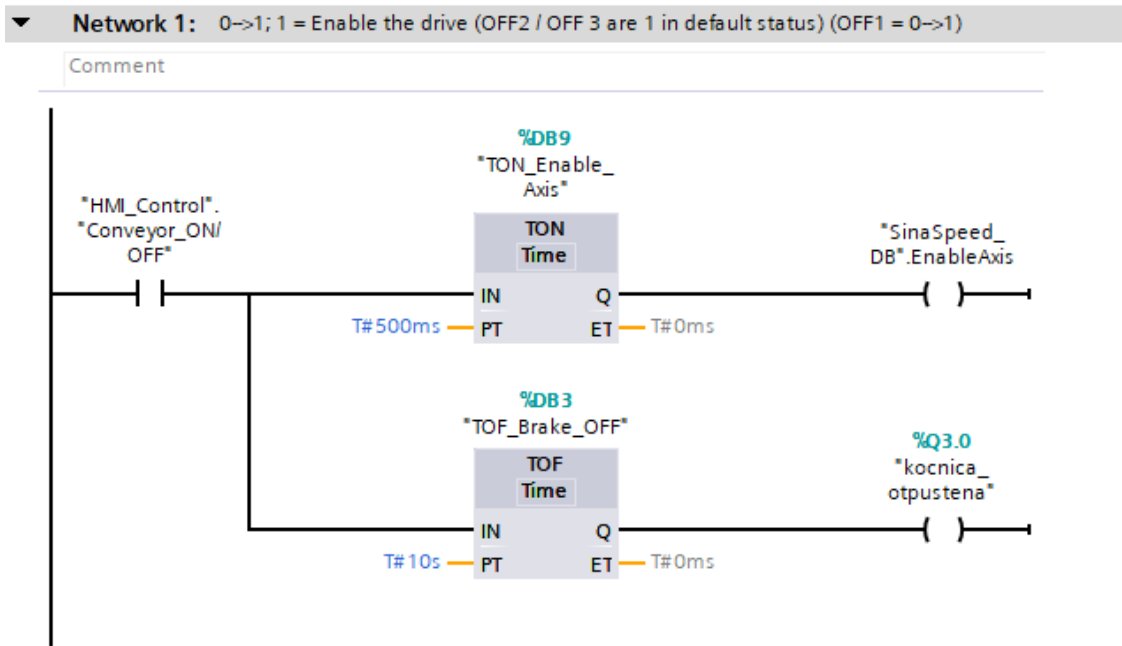 Network 1: 0-->1; 1 = Enable the drive (OFF2 / OFF 3 are 1 in default status) (OFF1 = 0-->1)
Comment
%DB9
"TON_Enable_
Axis"
"HMI_Control".
"Conveyor_ON/
OFF"
TON
Time
"SinaSpeed_
DB".EnableAxis
IN Q
T#500ms PT ET T#0ms
%DB3
"TOF_Brake_OFF"
TOF
Time
%Q3.0
"kocnica_
otpustena"
IN Q
T#10s PT ET T#0ms